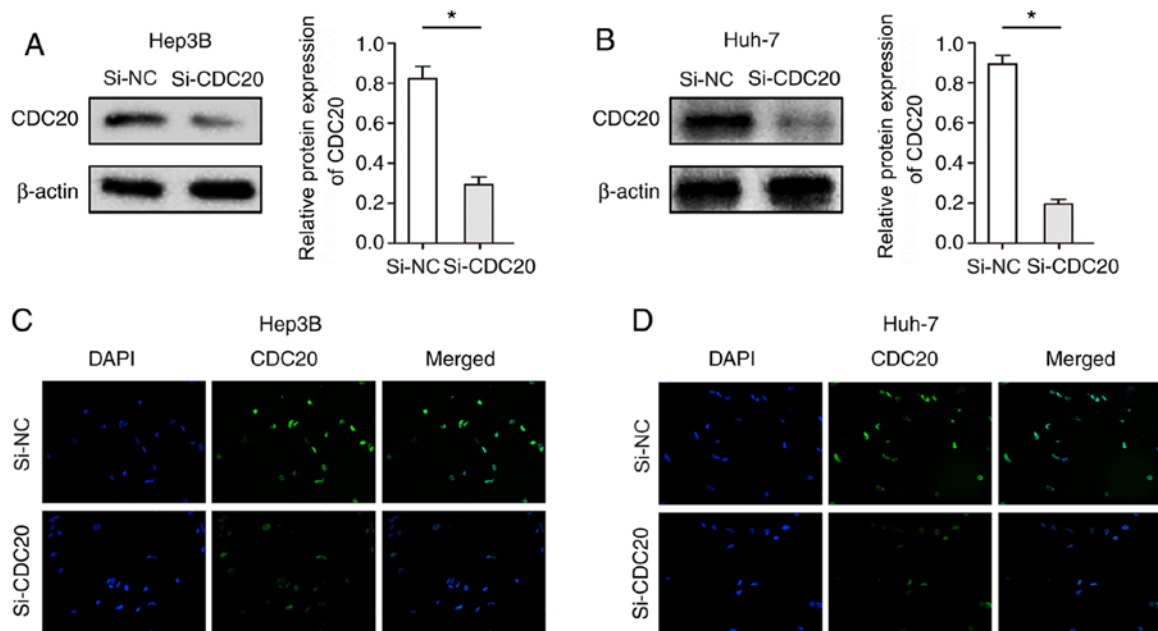 A
Hep3B
Si-NC Si-CDC20
CDC20
β-actin
Relative protein expression
of CDC20
1.0
0.8
0.6
0.4
0.2
0.0
*
Si-NC Si-CDC20
B
Huh-7
Si-NC Si-CDC20
CDC20
β-actin
Relative protein expression
of CDC20
1.0
0.8
0.6
0.4
0.2
0.0
*
Si-NC Si-CDC20
C
Hep3B
DAPI CDC20 Merged
Si-NC
Si-CDC20
D
Huh-7
DAPI CDC20 Merged
Si-NC
Si-CDC20